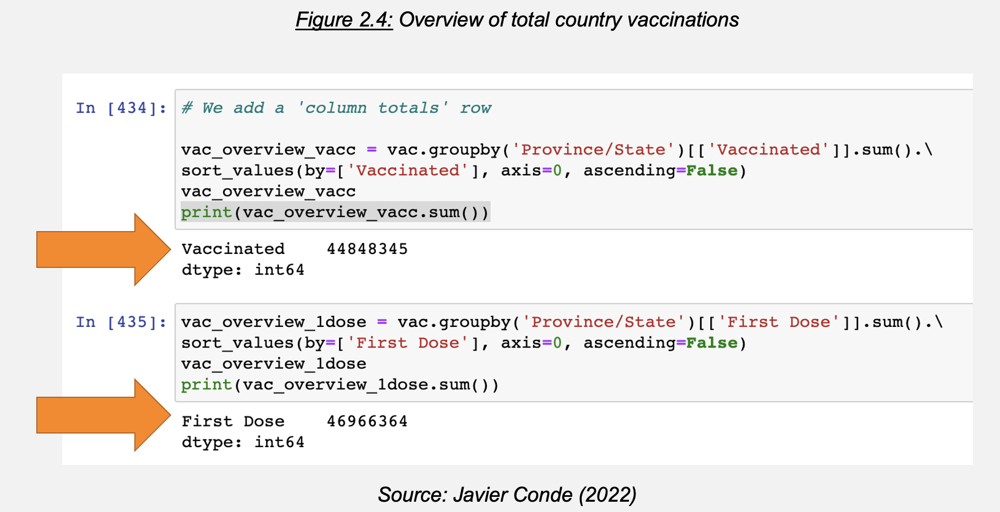 Figure 2.4: Overview of total country vaccinations
In [434]:
# We add a 'column totals' row
vac_overview_vacc = vac.groupby('Province/State')[['Vaccinated']].sum().\
sort_values(by=['Vaccinated'], axis=0, ascending=False)
vac_overview_vacc
print(vac_overview_vacc.sum())
Vaccinated    44848345
dtype: int64
In [435]:
vac_overview_1dose = vac.groupby('Province/State')[['First Dose']].sum().\
sort_values(by=['First Dose'], axis=0, ascending=False)
vac_overview_1dose
print(vac_overview_1dose.sum())
First Dose    46966364
dtype: int64
Source: Javier Conde (2022)